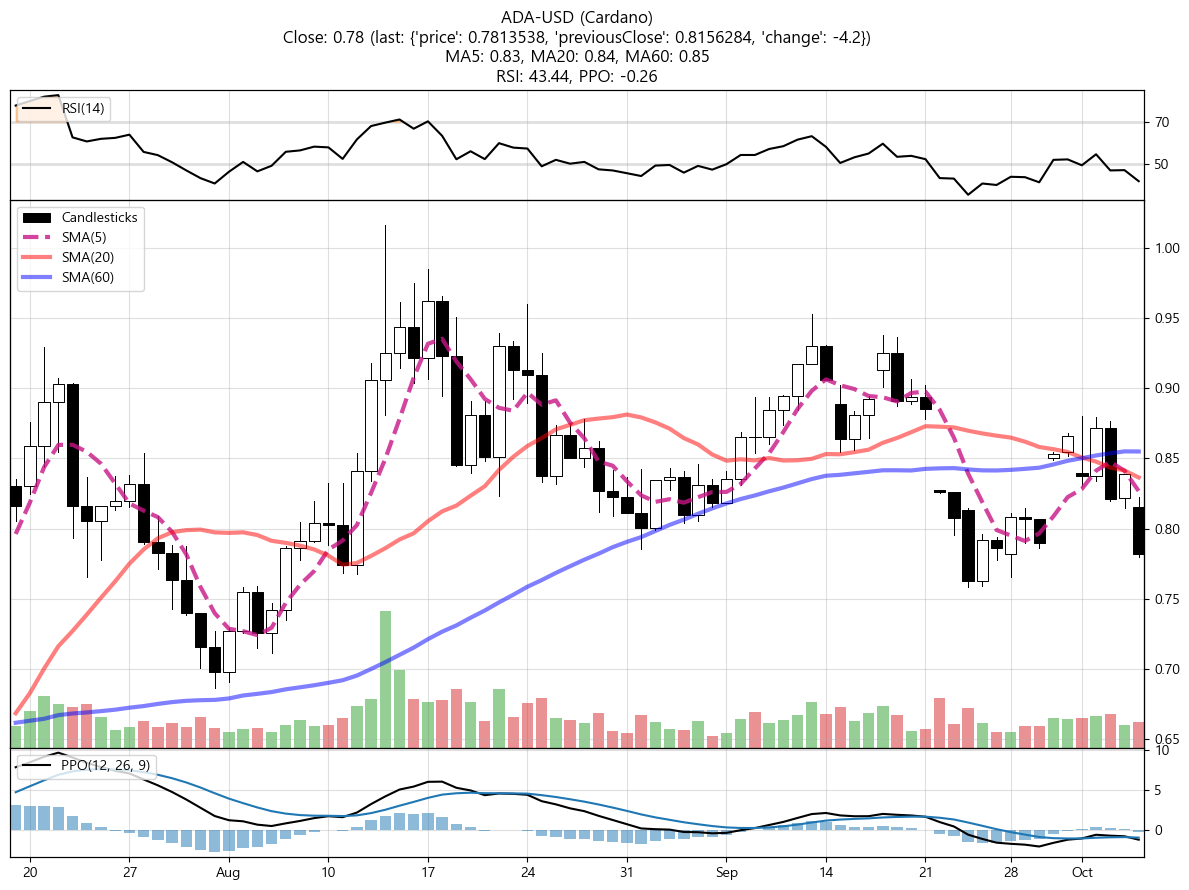 ADA-USD (Cardano)
Close: 0.78 (last: {'price': 0.7813538, 'previousClose': 0.8156284, 'change': -4.2})
MA5: 0.83, MA20: 0.84, MA60: 0.85
RSI: 43.44, PPO: -0.26
RSI(14)
70
50
Candlesticks
SMA(5)
SMA(20)
SMA(60)
1.00
0.95
0.90
0.85
0.80
0.75
0.70
0.65
PPO(12, 26, 9)
10
5
0
20 27 Aug 10 17 24 31 Sep 14 21 28 Oct